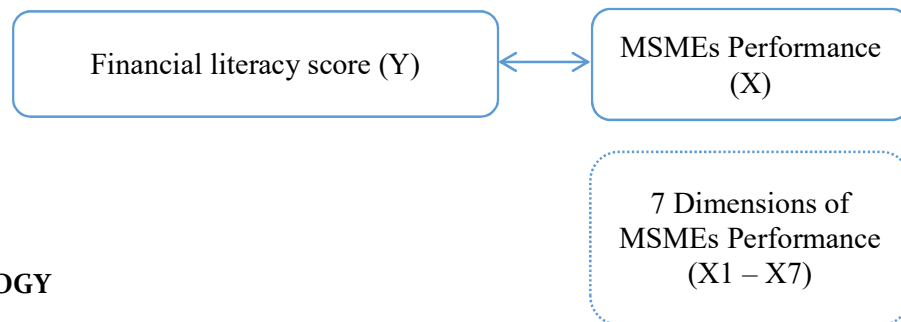 Financial literacy score (Y)
MSMEs Performance
(X)
7 Dimensions of
MSMEs Performance
(X1 – X7)
OGY